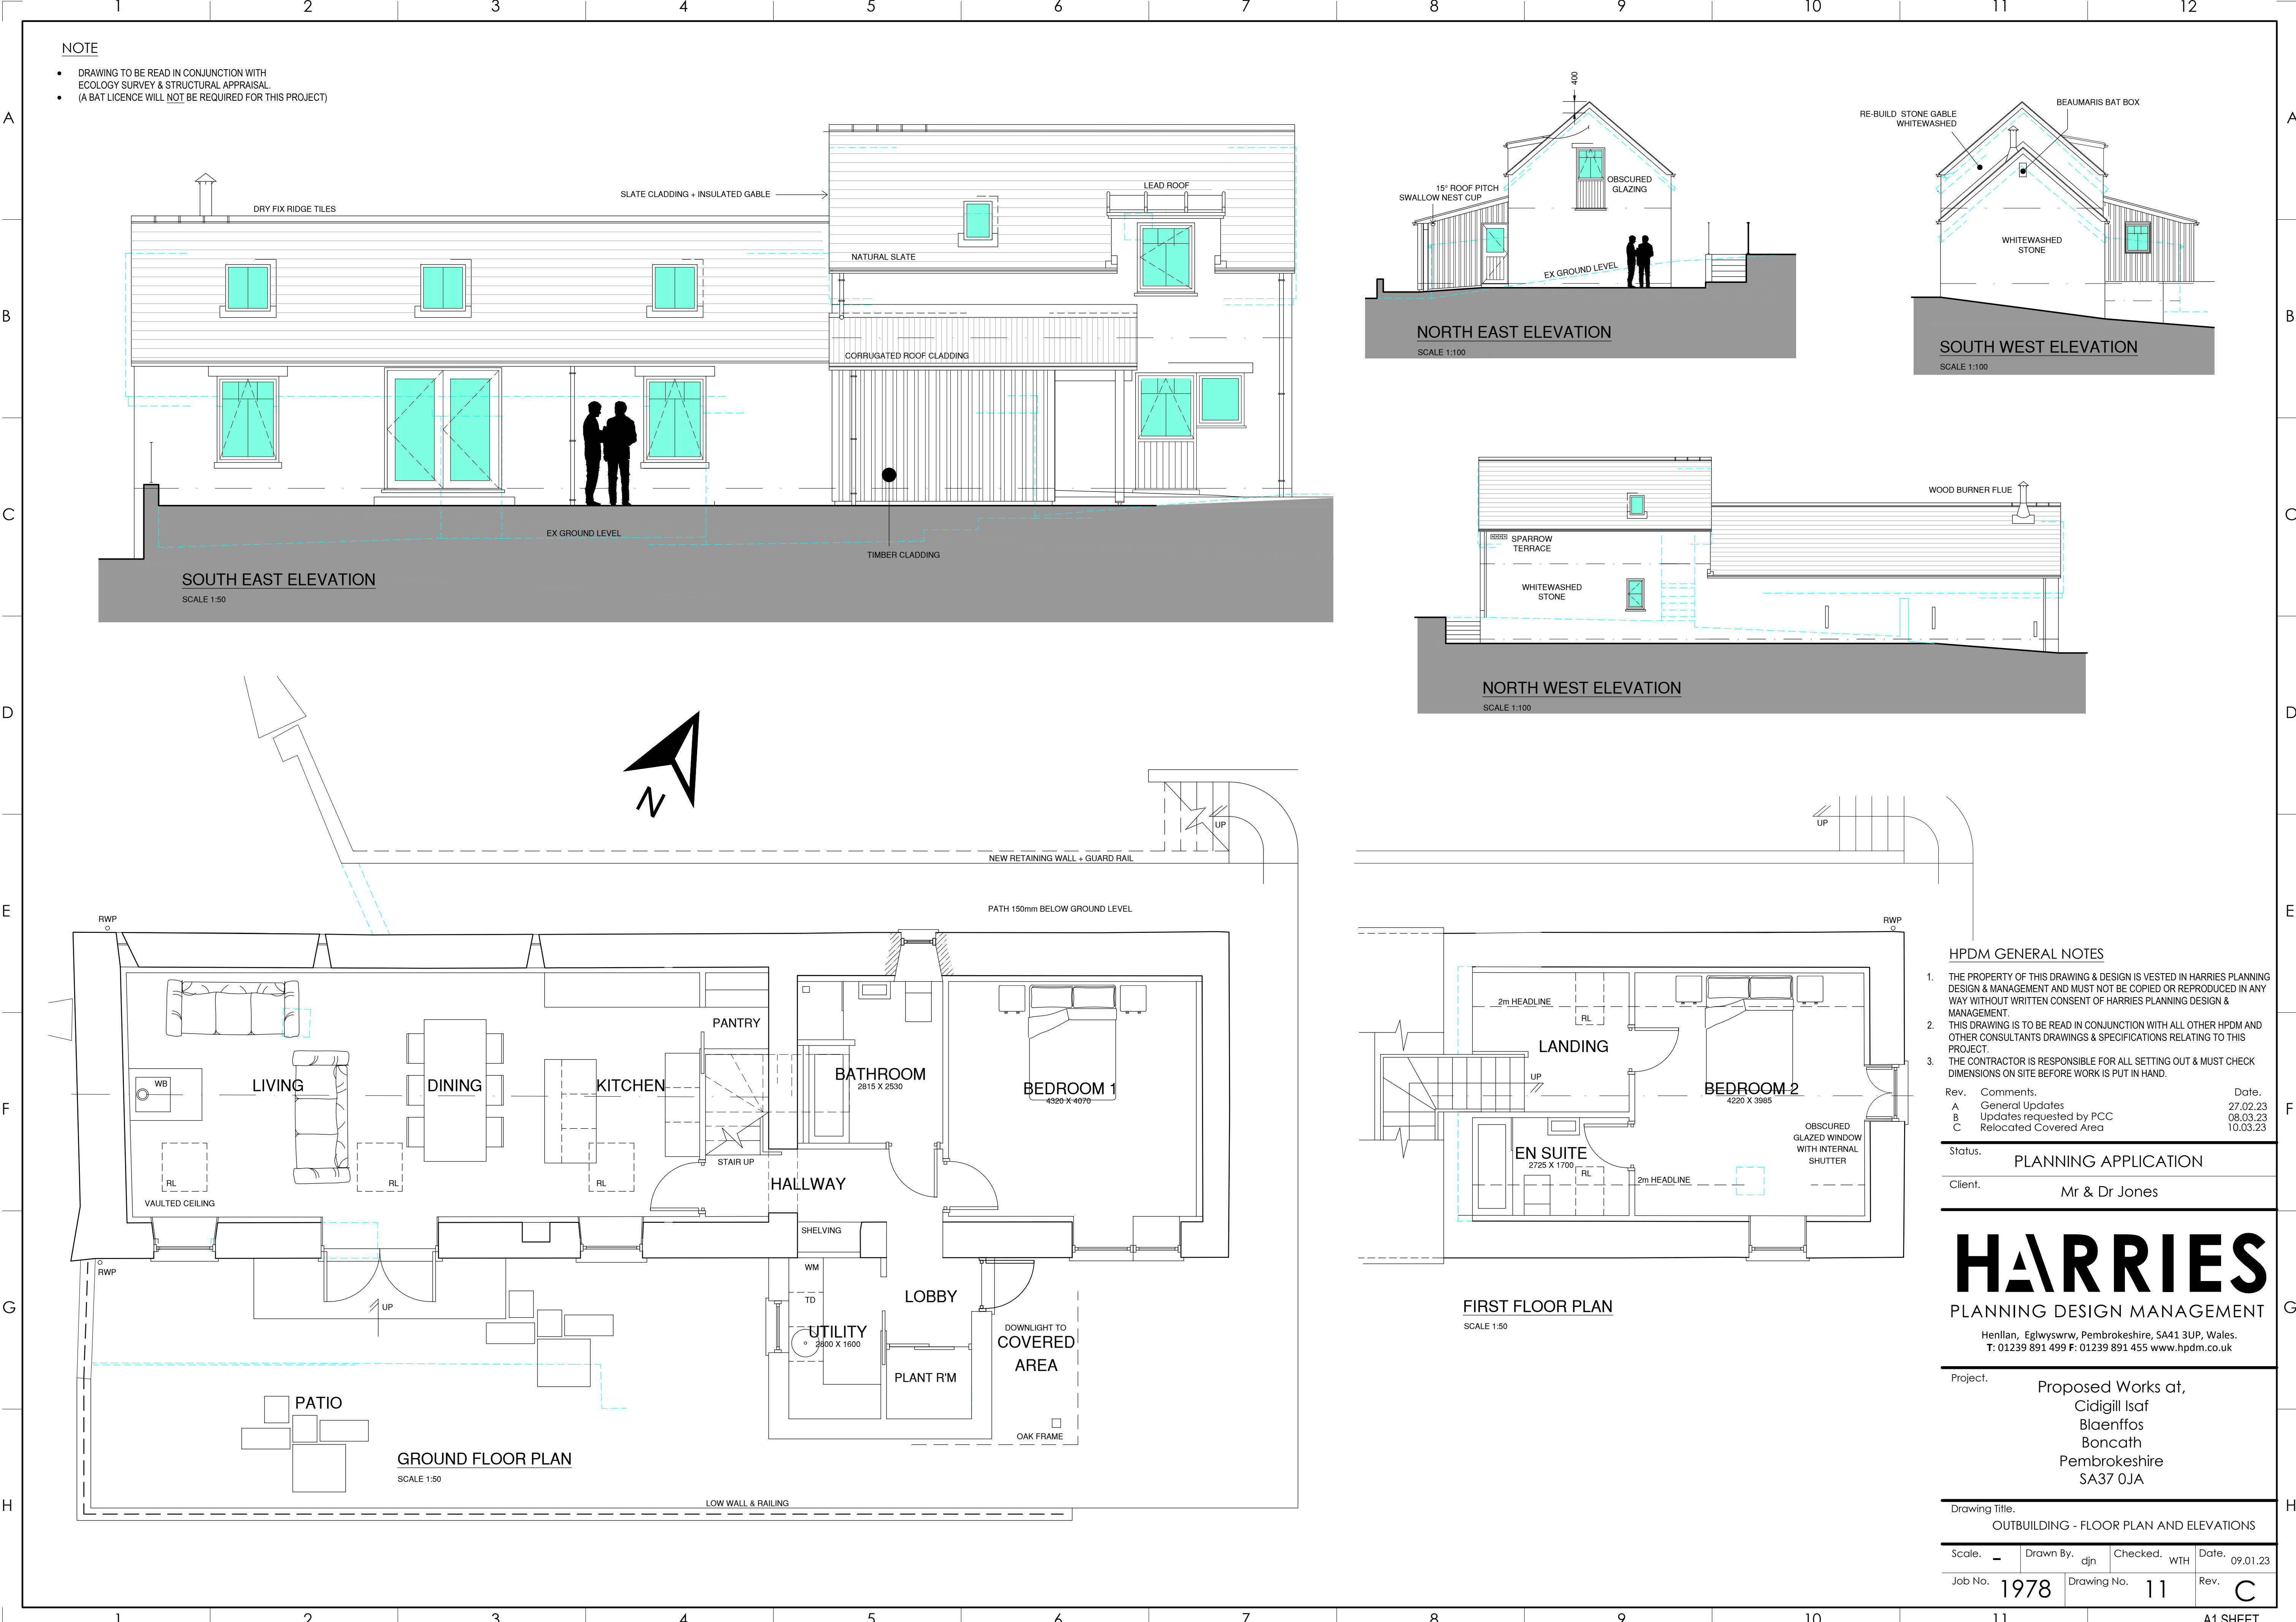 1 2 3 4 5 6 7 8 9 10 11 12
A
B
C
D
E
F
G
H
NOTE
• DRAWING TO BE READ IN CONJUNCTION WITH
ECOLOGY SURVEY & STRUCTURAL APPRAISAL.
• (A BAT LICENCE WILL NOT BE REQUIRED FOR THIS PROJECT)
SLATE CLADDING + INSULATED GABLE
LEAD ROOF
DRY FIX RIDGE TILES
NATURAL SLATE
CORRUGATED ROOF CLADDING
EX GROUND LEVEL
TIMBER CLADDING
SOUTH EAST ELEVATION
SCALE 1:50
400
OBSCURED
GLAZING
15° ROOF PITCH
SWALLOW NEST CUP
EX GROUND LEVEL
NORTH EAST ELEVATION
SCALE 1:100
BEAUMARIS BAT BOX
RE-BUILD STONE GABLE
WHITEWASHED
WHITEWASHED
STONE
SOUTH WEST ELEVATION
SCALE 1:100
WOOD BURNER FLUE
SPARROW
TERRACE
WHITEWASHED
STONE
NORTH WEST ELEVATION
SCALE 1:100
N
UP
NEW RETAINING WALL + GUARD RAIL
PATH 150mm BELOW GROUND LEVEL
RWP
PANTRY
WB
LIVING
DINING
KITCHEN
BATHROOM
2815 X 2530
BEDROOM 1
4320 X 4070
STAIR UP
HALLWAY
RL
RL
RL
VAULTED CEILING
SHELVING
RWP
WM
TD
LOBBY
UP
UTILITY
2800 X 1600
DOWNLIGHT TO
COVERED
AREA
PLANT R'M
PATIO
OAK FRAME
GROUND FLOOR PLAN
SCALE 1:50
LOW WALL & RAILING
UP
RWP
2m HEADLINE
RL
LANDING
UP
BEDROOM 2
4220 X 3985
OBSCURED
GLAZED WINDOW
WITH INTERNAL
SHUTTER
EN SUITE
2725 X 1700
RL
2m HEADLINE
FIRST FLOOR PLAN
SCALE 1:50
HPDM GENERAL NOTES
1. THE PROPERTY OF THIS DRAWING & DESIGN IS VESTED IN HARRIES PLANNING
DESIGN & MANAGEMENT AND MUST NOT BE COPIED OR REPRODUCED IN ANY
WAY WITHOUT WRITTEN CONSENT OF HARRIES PLANNING DESIGN &
MANAGEMENT.
2. THIS DRAWING IS TO BE READ IN CONJUNCTION WITH ALL OTHER HPDM AND
OTHER CONSULTANTS DRAWINGS & SPECIFICATIONS RELATING TO THIS
PROJECT.
3. THE CONTRACTOR IS RESPONSIBLE FOR ALL SETTING OUT & MUST CHECK
DIMENSIONS ON SITE BEFORE WORK IS PUT IN HAND.
Rev. Comments. Date.
A General Updates 27.02.23
B Updates requested by PCC 08.03.23
C Relocated Covered Area 10.03.23
Status.
PLANNING APPLICATION
Client.
Mr & Dr Jones
HARRIES
PLANNING DESIGN MANAGEMENT
Henllan, Eglwyswrw, Pembrokeshire, SA41 3UP, Wales.
T: 01239 891 499 F: 01239 891 455 www.hpdm.co.uk
Project.
Proposed Works at,
Cidigill Isaf
Blaenffos
Boncath
Pembrokeshire
SA37 0JA
Drawing Title.
OUTBUILDING - FLOOR PLAN AND ELEVATIONS
Scale. - Drawn By. djn Checked. WTH Date. 09.01.23
Job No. 1978 Drawing No. 11 Rev. C
A
B
C
D
E
F
G
H
1 2 3 4 5 6 7 8 9 10 11
A1 SHEET